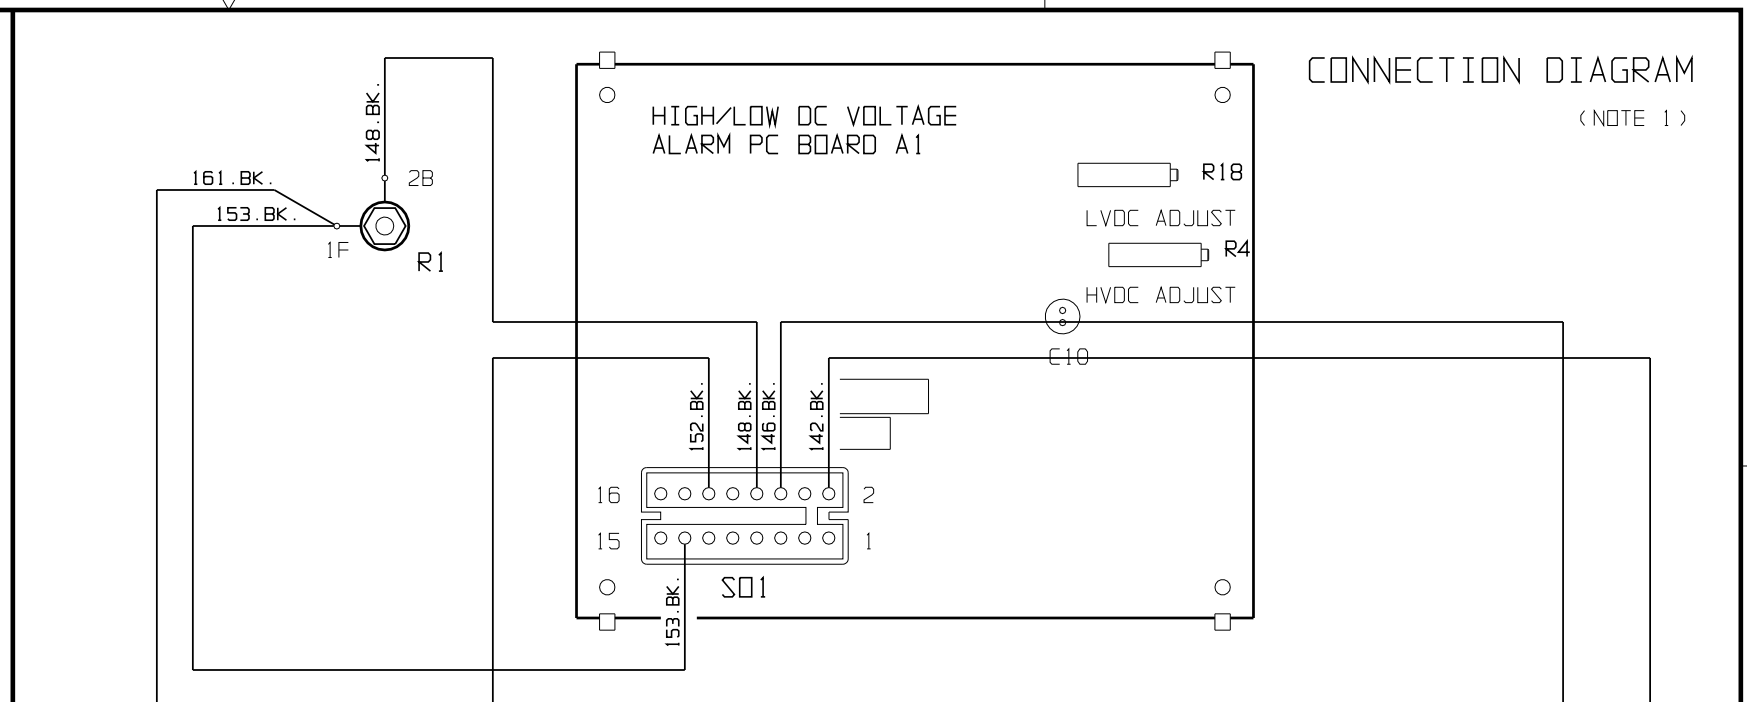 CONNECTION DIAGRAM
(NOTE 1)
HIGH/LOW DC VOLTAGE
ALARM PC BOARD A1
148.BK.
161.BK.
2B
153.BK.
1F
R1
R18
LVDC ADJUST
R4
HVDC ADJUST
C10
152.BK.
148.BK.
146.BK.
142.BK.
16
2
15
1
SO1
153.BK.